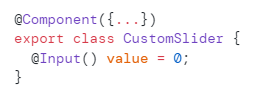 @Component({...})
export class CustomSlider {
  @Input() value = 0;
}